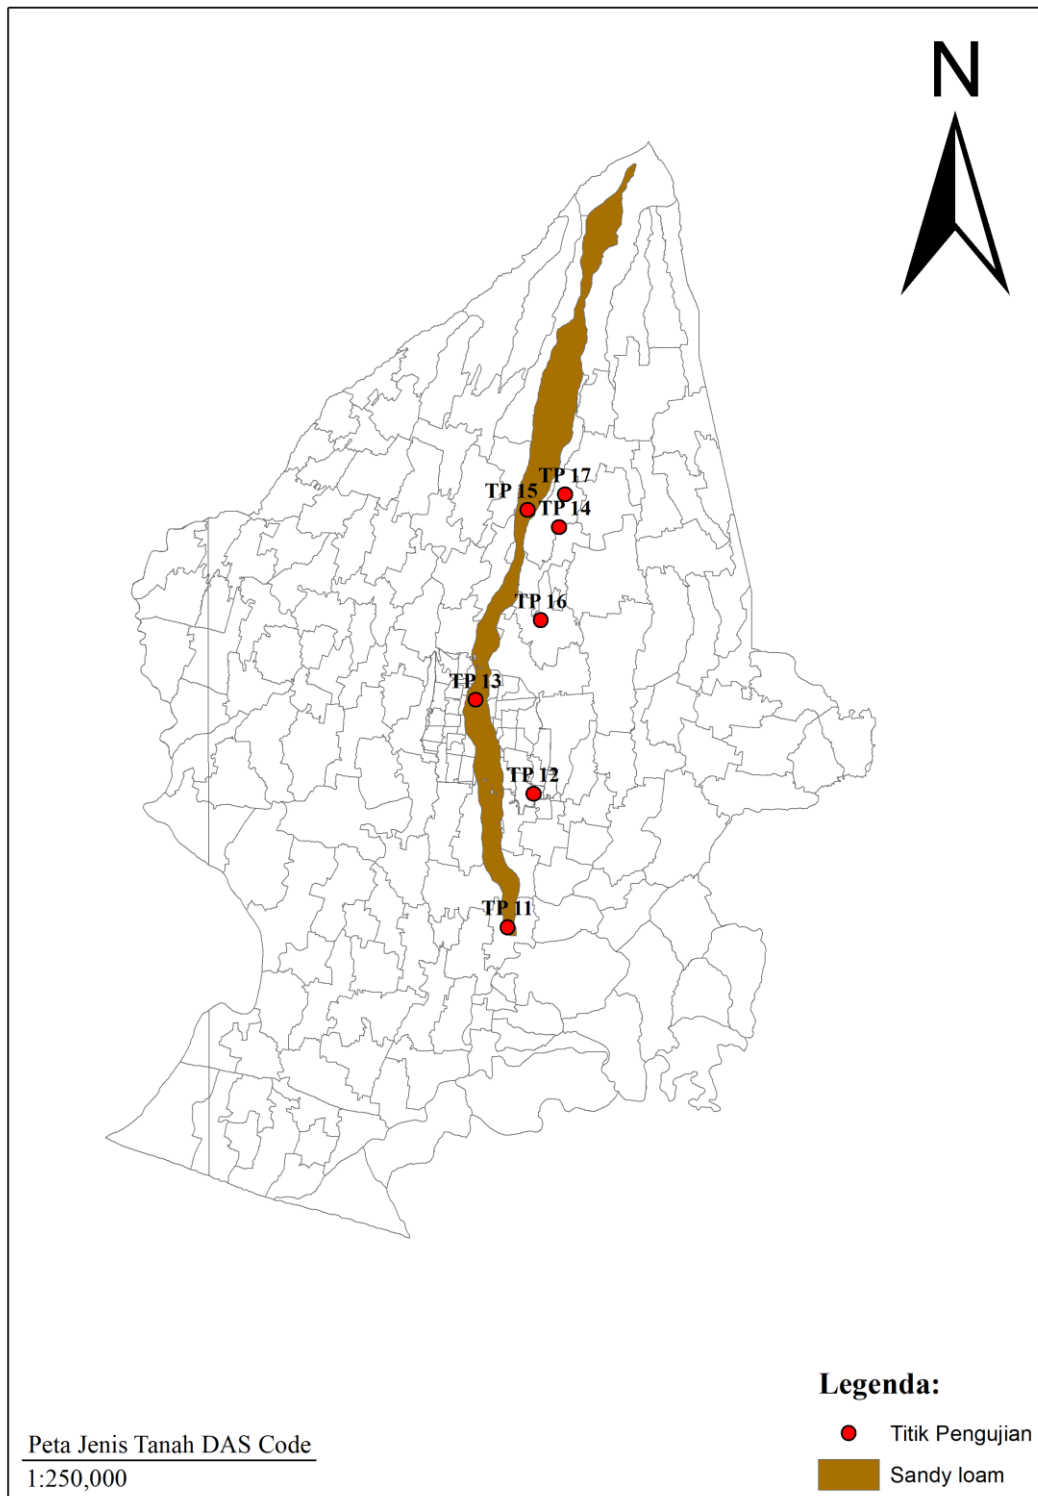 N
TP 17
TP 15
TP 14
TP 16
TP 13
TP 12
TP 11
Legenda:
Titik Pengujian
Sandy loam
Peta Jenis Tanah DAS Code
1:250,000